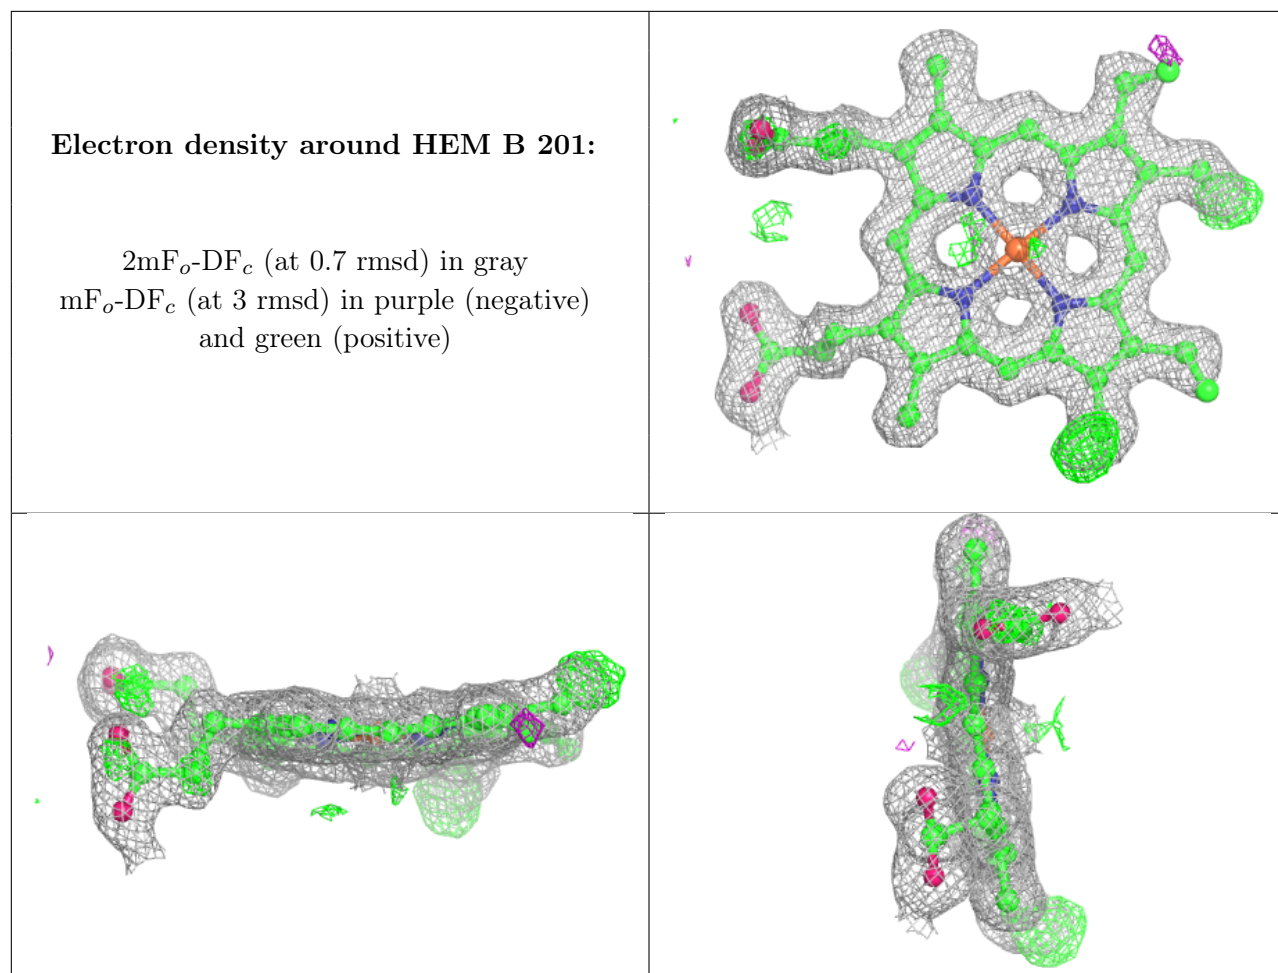 Electron density around HEM B 201:
2mFo-DFc (at 0.7 rmsd) in gray
mFo-DFc (at 3 rmsd) in purple (negative)
and green (positive)